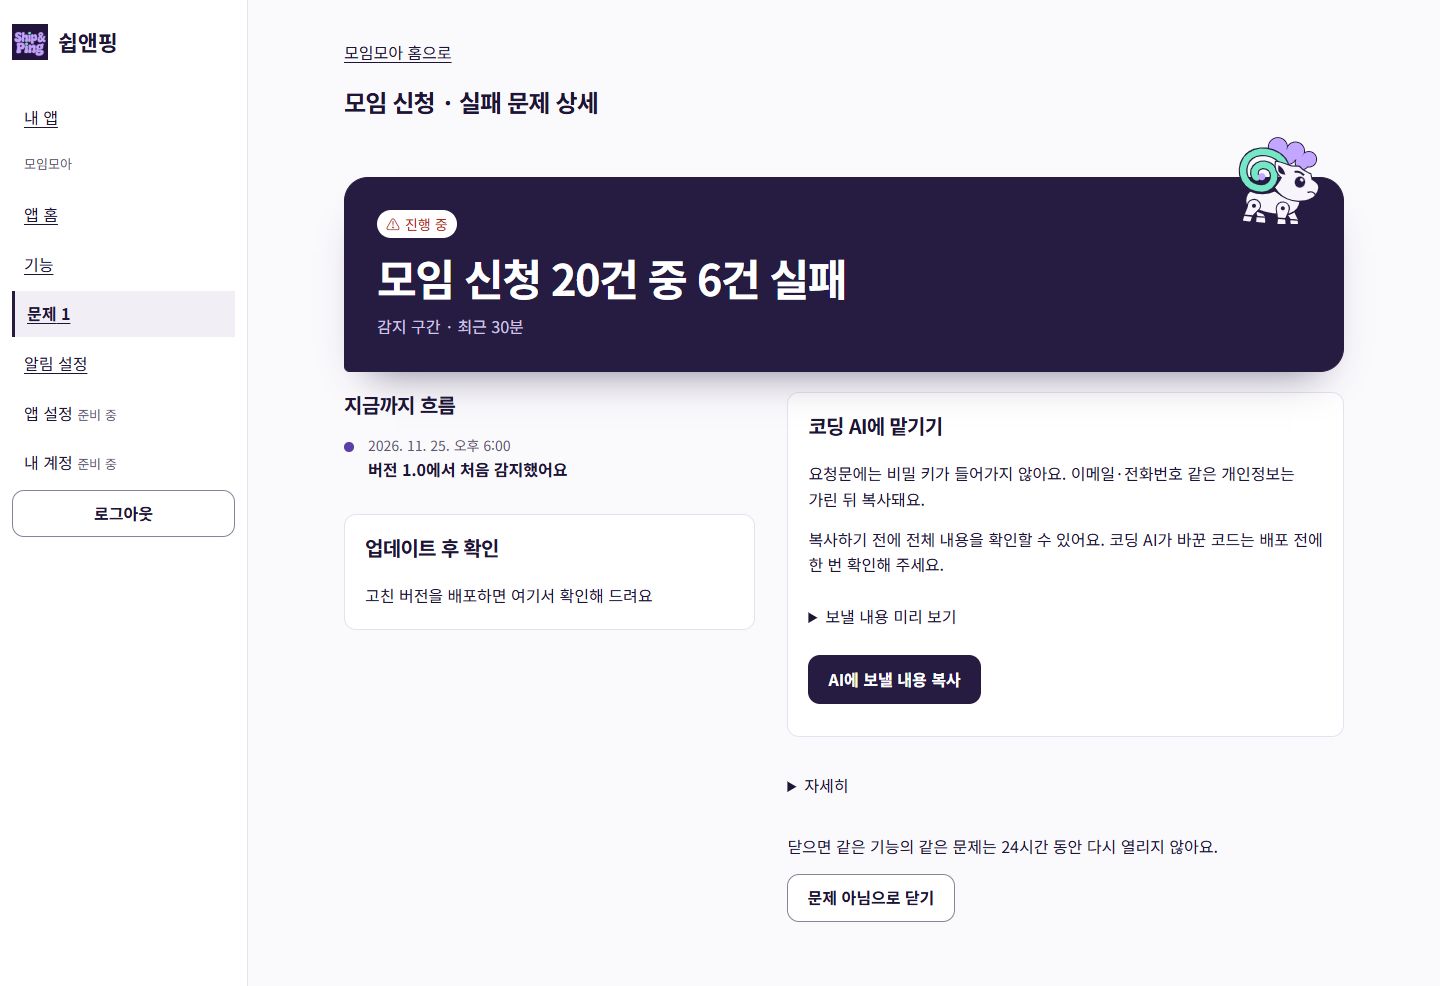 Ship&
Ping
쉽앤핑
내 앱
모임모아
앱 홈
기능
문제 1
알림 설정
앱 설정 준비 중
내 계정 준비 중
로그아웃
모임모아 홈으로
모임 신청 · 실패 문제 상세
진행 중
모임 신청 20건 중 6건 실패
감지 구간 · 최근 30분
지금까지 흐름
2026. 11. 25. 오후 6:00
버전 1.0에서 처음 감지했어요
업데이트 후 확인
고친 버전을 배포하면 여기서 확인해 드려요
코딩 AI에 맡기기
요청문에는 비밀 키가 들어가지 않아요. 이메일·전화번호 같은 개인정보는
가린 뒤 복사돼요.
복사하기 전에 전체 내용을 확인할 수 있어요. 코딩 AI가 바꾼 코드는 배포 전에
한 번 확인해 주세요.
보낼 내용 미리 보기
AI에 보낼 내용 복사
자세히
닫으면 같은 기능의 같은 문제는 24시간 동안 다시 열리지 않아요.
문제 아님으로 닫기